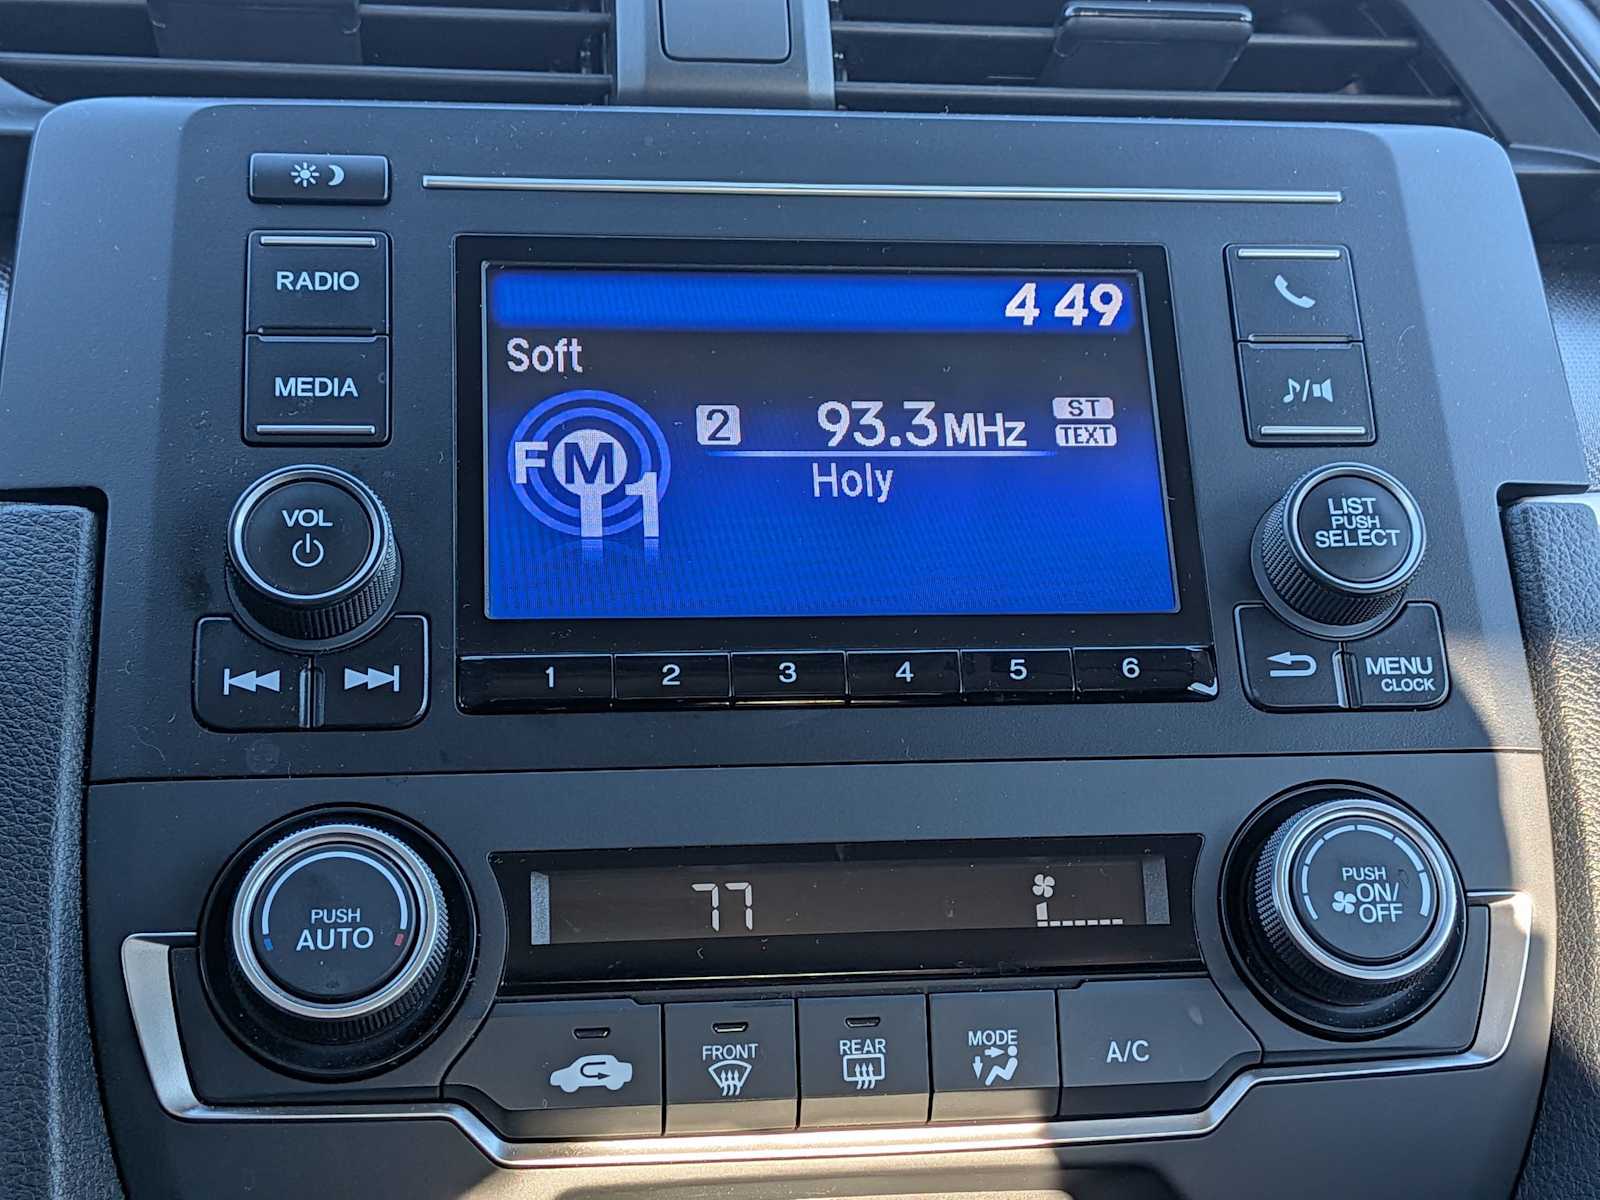 RADIO
MEDIA
VOL
4 49
Soft
FM 1
2 93.3MHz ST
TEXT
Holy
LIST
PUSH
SELECT
1 2 3 4 5 6
MENU
CLOCK
PUSH
AUTO
77
PUSH
ON/
OFF
FRONT
REAR
MODE
A/C